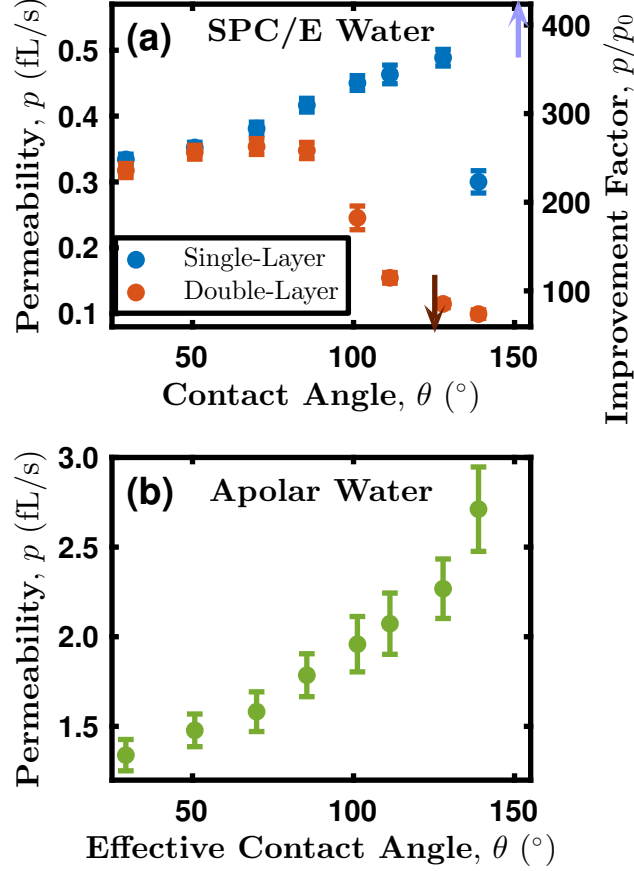 (a) SPC/E Water
Permeability, p (fL/s)
0.5
0.4
0.3
0.2
0.1
400
300
200
100
Improvement Factor, p/p₀
Single-Layer
Double-Layer
50 100 150
Contact Angle, θ (°)
(b) Apolar Water
Permeability, p (fL/s)
3.0
2.5
2.0
1.5
50 100 150
Effective Contact Angle, θ (°)